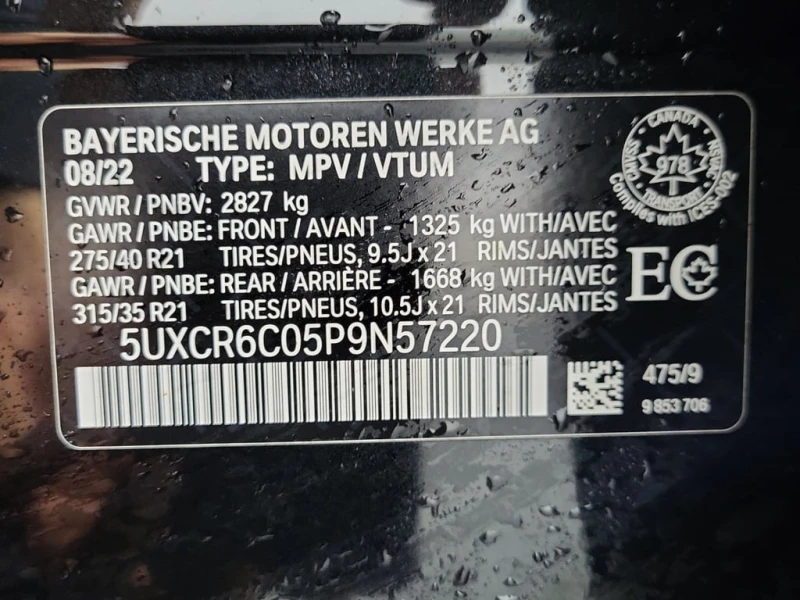 BAYERISCHE MOTOREN WERKE AG
08/22 TYPE: MPV / VTUM
GVWR / PNBV: 2827 kg
GAWR / PNBE: FRONT / AVANT - 1325 kg WITH/AVEC
275/40 R21 TIRES/PNEUS, 9.5J x 21 RIMS/JANTES
GAWR / PNBE: REAR / ARRIÈRE - 1668 kg WITH/AVEC
315/35 R21 TIRES/PNEUS, 10.5J x 21 RIMS/JANTES
5UXCR6C05P9N57220
CANADA
CMVSS
NSVAC
978
TRANSPORT
Complies with ICES-002
EC
475/9
9 853 706